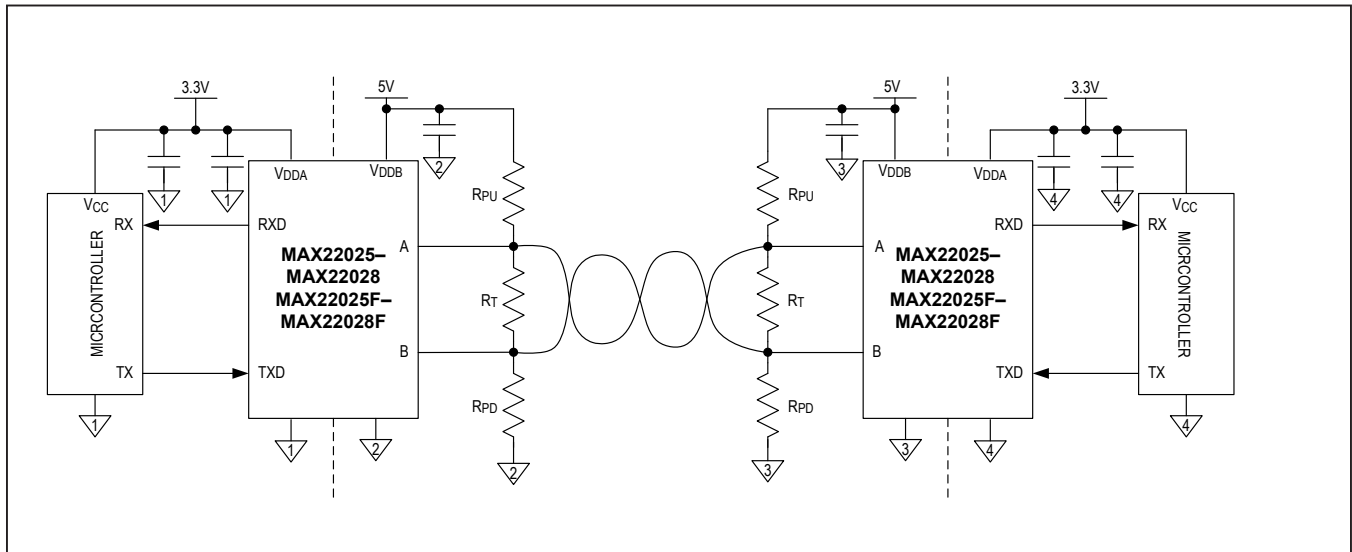 3.3V
5V
5V
3.3V
1
1
2
3
4
4
VDDA
VDDB
VDDB
VDDA
VCC
RX
MICRCONTROLLER
TX
RXD
TXD
MAX22025–
MAX22028
MAX22025F–
MAX22028F
A
B
RPU
RT
RPD
RPU
RT
RPD
A
B
MAX22025–
MAX22028
MAX22025F–
MAX22028F
RXD
TXD
VCC
RX
MICRCONTROLLER
TX
1
1
2
2
3
3
4
4